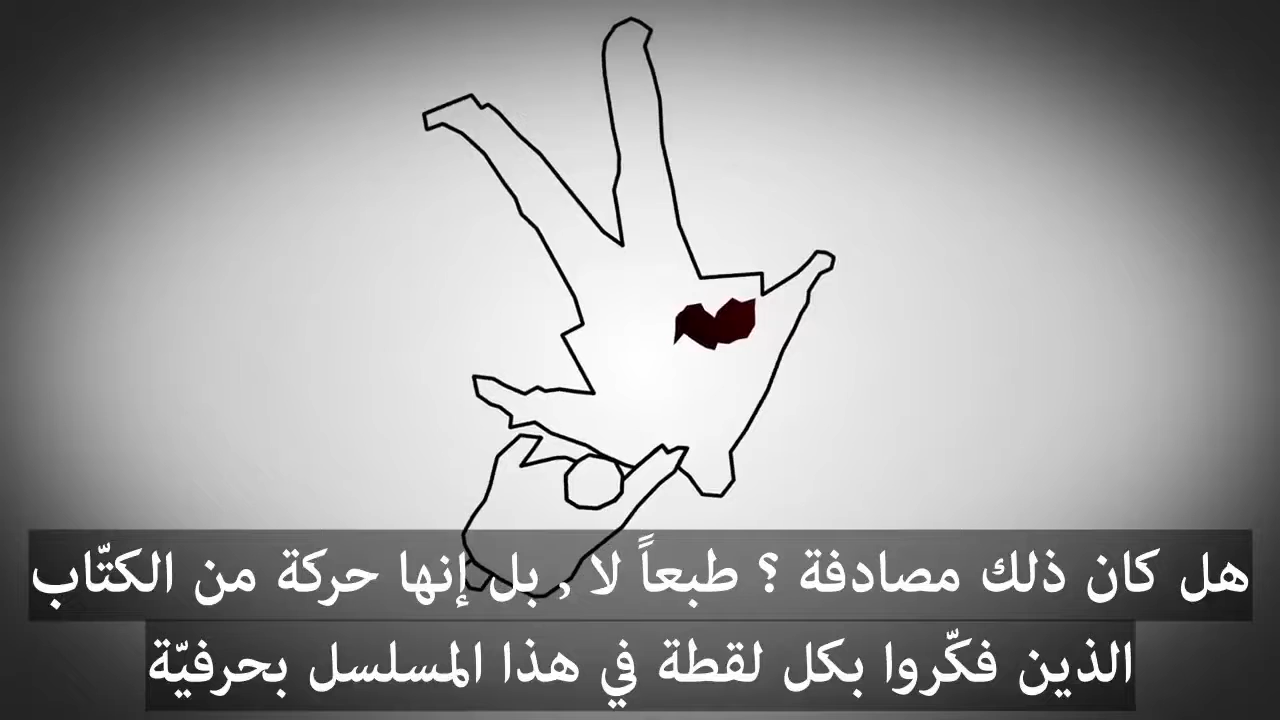 هل كان ذلك مصادفة ؟ طبعاً لا , بل إنها حركة من الكتّاب
الذين فكّروا بكل لقطة في هذا المسلسل بحرفيّة